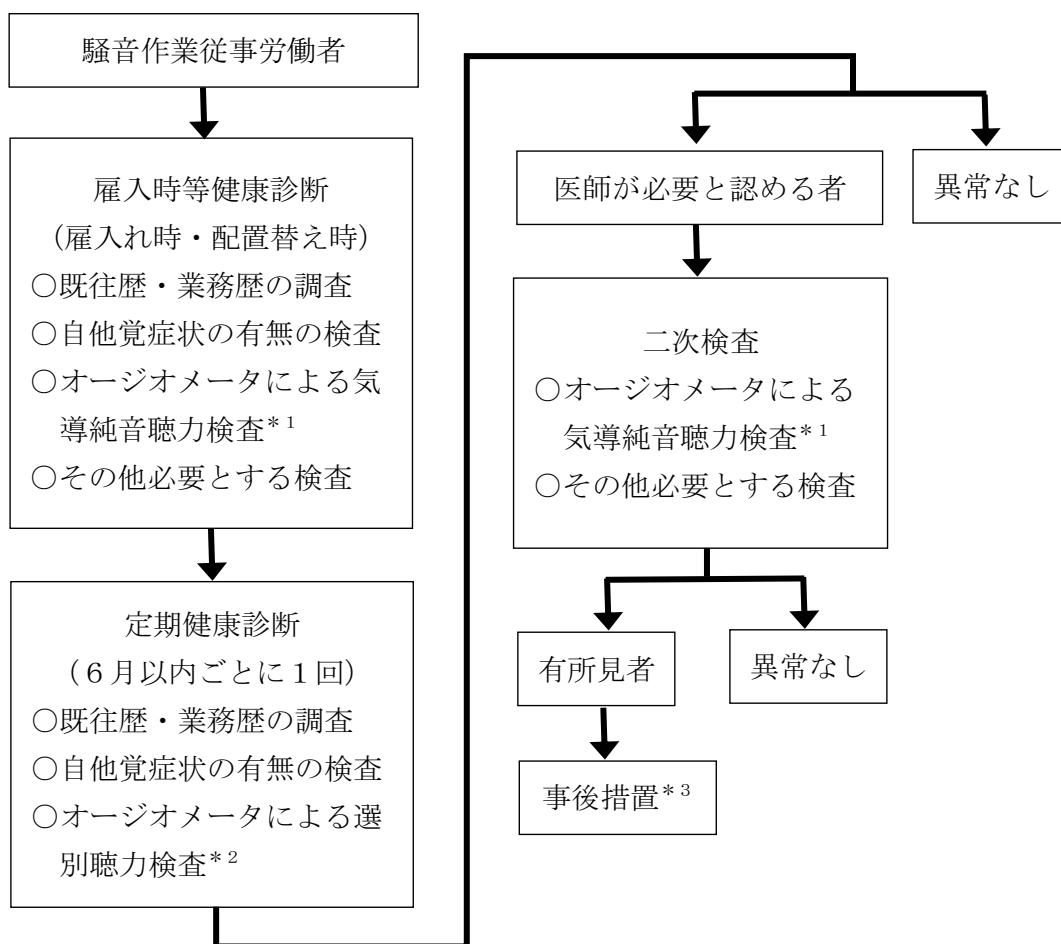 騒音作業従事労働者
雇入時等健康診断
(雇入れ時・配置替え時)
○既往歴・業務歴の調査
○自他覚症状の有無の検査
○オージオメータによる気
導純音聴力検査*1
○その他必要とする検査
定期健康診断
(6月以内ごとに1回)
○既往歴・業務歴の調査
○自他覚症状の有無の検査
○オージオメータによる選
別聴力検査*2
医師が必要と認める者
異常なし
二次検査
○オージオメータによる
気導純音聴力検査*1
○その他必要とする検査
有所見者
異常なし
事後措置*3